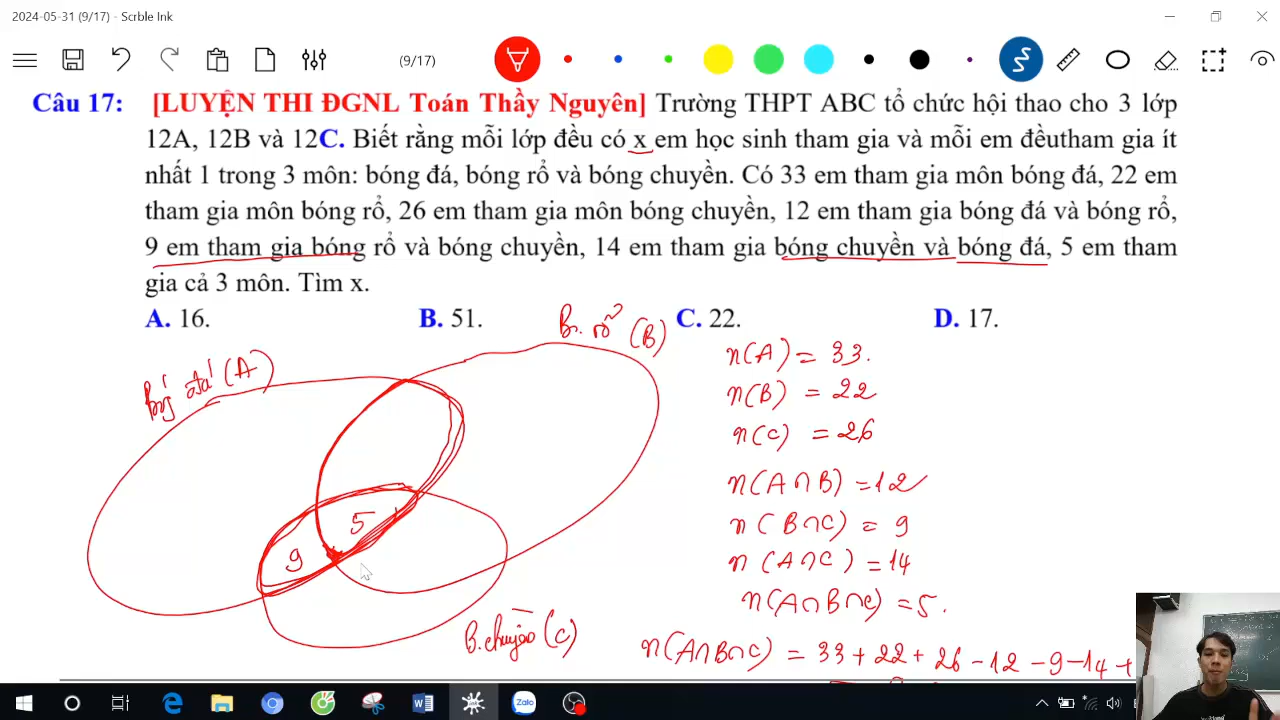 2024-05-31 (9/17) - Scrble Ink
(9/17)
Câu 17: [LUYỆN THI ĐGNL Toán Thầy Nguyên] Trường THPT ABC tổ chức hội thao cho 3 lớp
12A, 12B và 12C. Biết rằng mỗi lớp đều có x em học sinh tham gia và mỗi em đềutham gia ít
nhất 1 trong 3 môn: bóng đá, bóng rổ và bóng chuyền. Có 33 em tham gia môn bóng đá, 22 em
tham gia môn bóng rổ, 26 em tham gia môn bóng chuyền, 12 em tham gia bóng đá và bóng rổ,
9 em tham gia bóng rổ và bóng chuyền, 14 em tham gia bóng chuyền và bóng đá, 5 em tham
gia cả 3 môn. Tìm x.
A. 16. B. 51. C. 22. D. 17.
B. rổ (B)
đá (A)
n(A) = 33.
n(B) = 22
n(C) = 26
n(A∩B) = 12
5
n(B∩C) = 9
9
n(A∩C) = 14
n(A∩B∩C) = 5.
B.chuyền (C)
n(A∩B∩C) = 33 + 22 + 26 - 12 - 9 - 14 +
Zalo